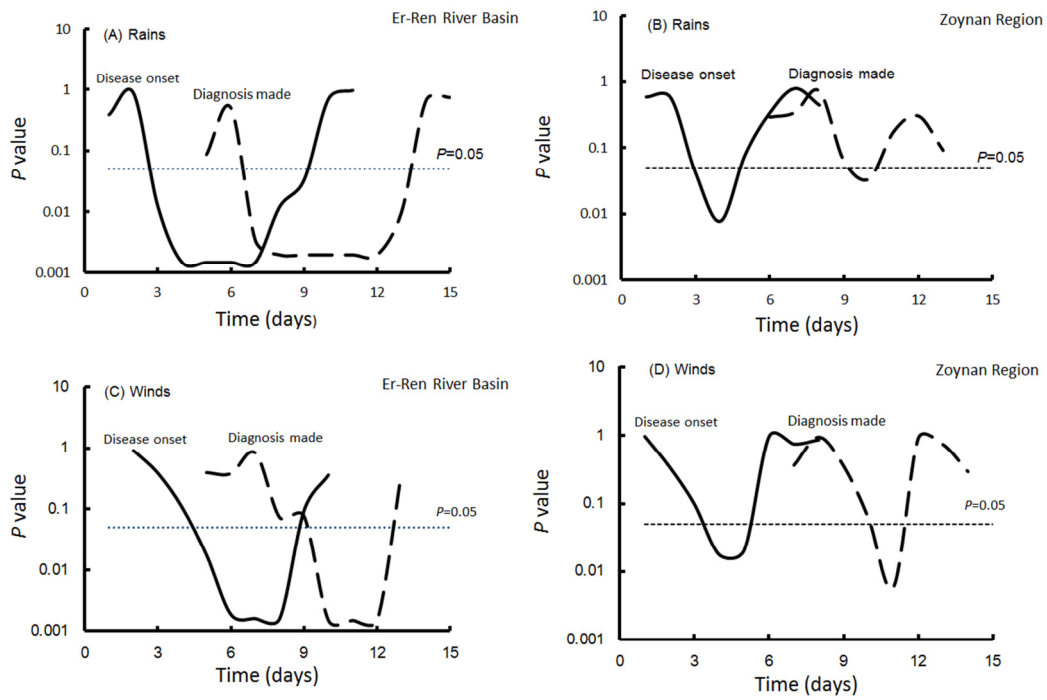 Er-Ren River Basin
(A) Rains
10
1
0.1
0.01
0.001
P value
Disease onset
Diagnosis made
P=0.05
0 3 6 9 12 15
Time (days)
Zoynan Region
(B) Rains
10
1
0.1
0.01
0.001
P value
Disease onset
Diagnosis made
P=0.05
0 3 6 9 12 15
Time (days)
Er-Ren River Basin
(C) Winds
10
1
0.1
0.01
0.001
P value
Disease onset
Diagnosis made
P=0.05
0 3 6 9 12 15
Time (days)
Zoynan Region
(D) Winds
10
1
0.1
0.01
0.001
P value
Disease onset
Diagnosis made
P=0.05
0 3 6 9 12 15
Time (days)